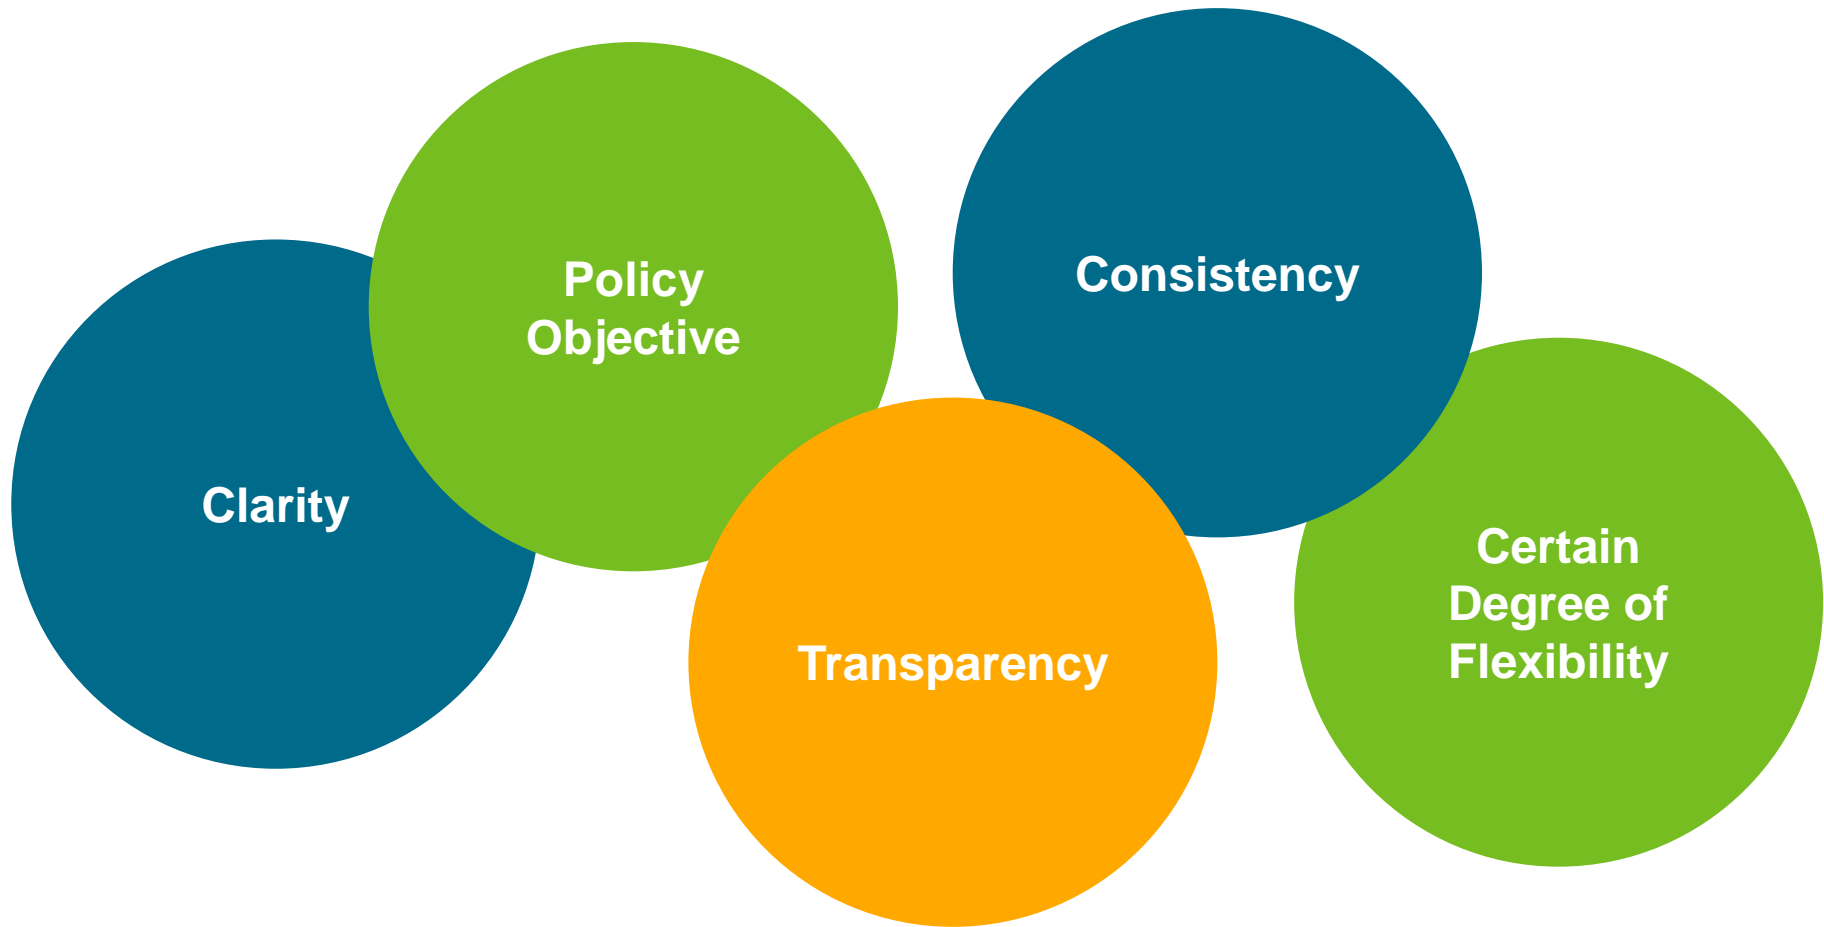 Clarity
Policy
Objective
Transparency
Consistency
Certain
Degree of
Flexibility